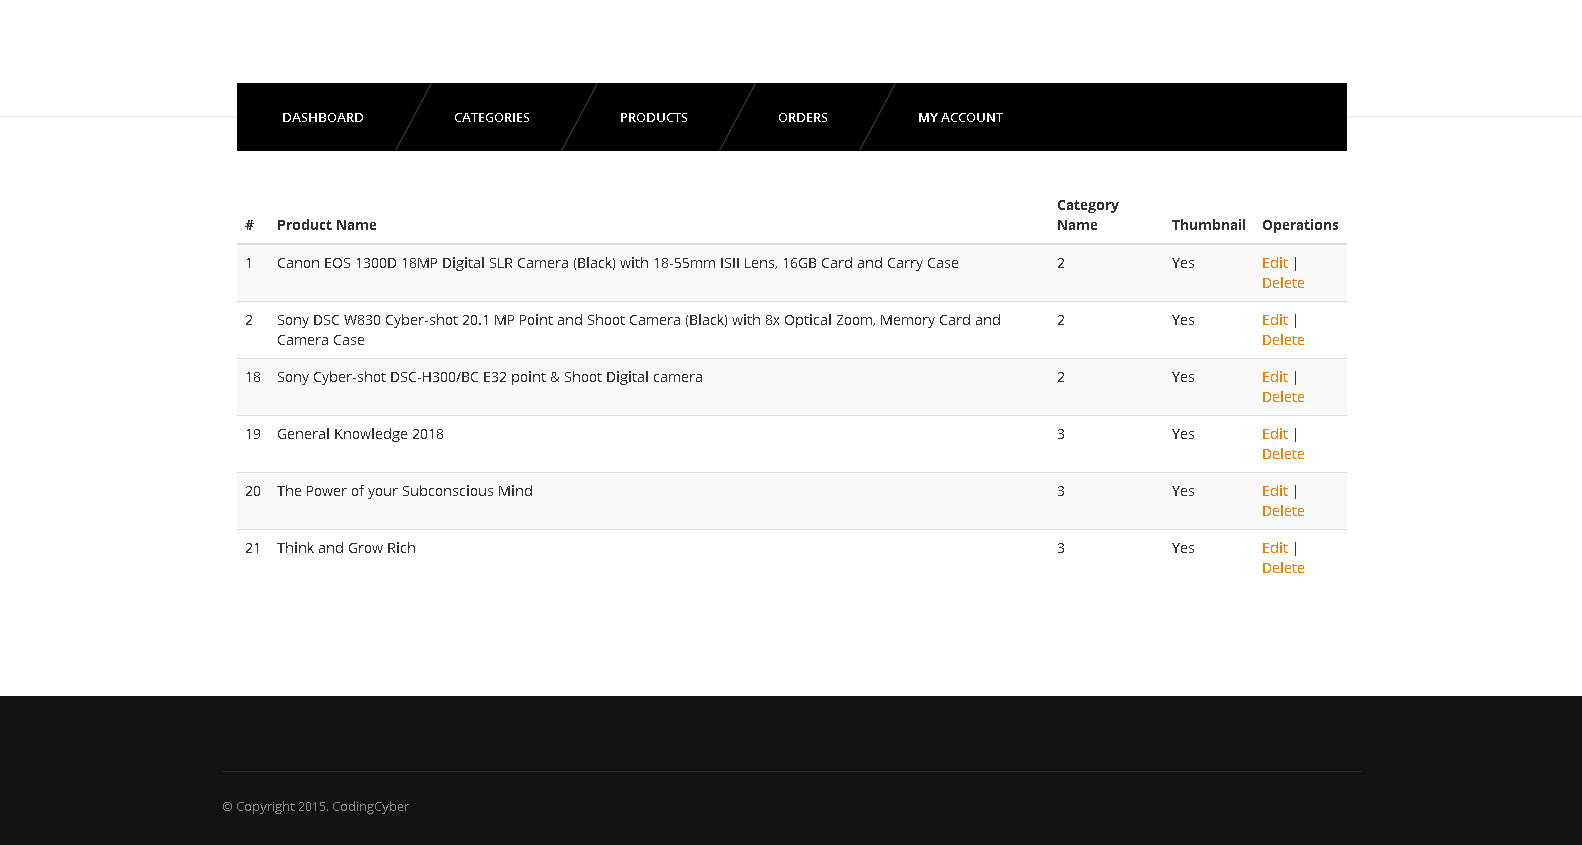 DASHBOARD CATEGORIES PRODUCTS ORDERS MY ACCOUNT
# Product Name Category Name Thumbnail Operations
1 Canon EOS 1300D 18MP Digital SLR Camera (Black) with 18-55mm ISII Lens, 16GB Card and Carry Case 2 Yes Edit |
Delete
2 Sony DSC W830 Cyber-shot 20.1 MP Point and Shoot Camera (Black) with 8x Optical Zoom, Memory Card and 2 Yes Edit |
Camera Case Delete
18 Sony Cyber-shot DSC-H300/BC E32 point & Shoot Digital camera 2 Yes Edit |
Delete
19 General Knowledge 2018 3 Yes Edit |
Delete
20 The Power of your Subconscious Mind 3 Yes Edit |
Delete
21 Think and Grow Rich 3 Yes Edit |
Delete
© Copyright 2015. CodingCyber